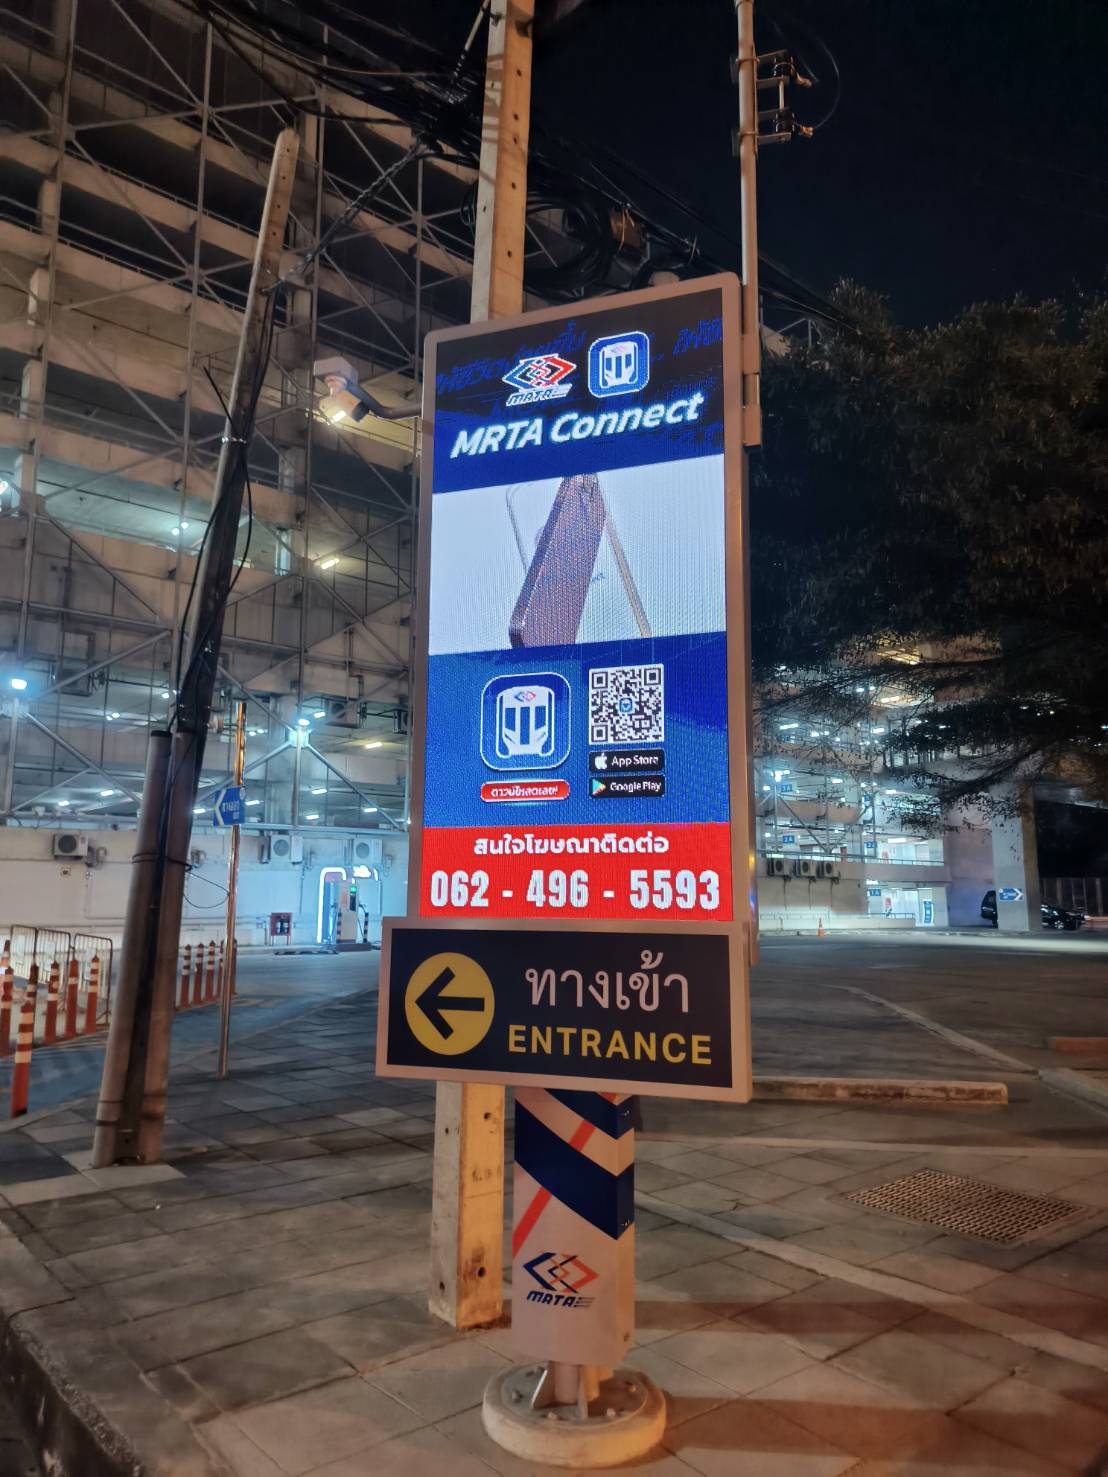 MRTA
MRTA Connect
App Store
Google Play
ดาวน์โหลดเลย!
สนใจโฆษณาติดต่อ
062 - 496 - 5593
ทางเข้า
ENTRANCE
MRTA